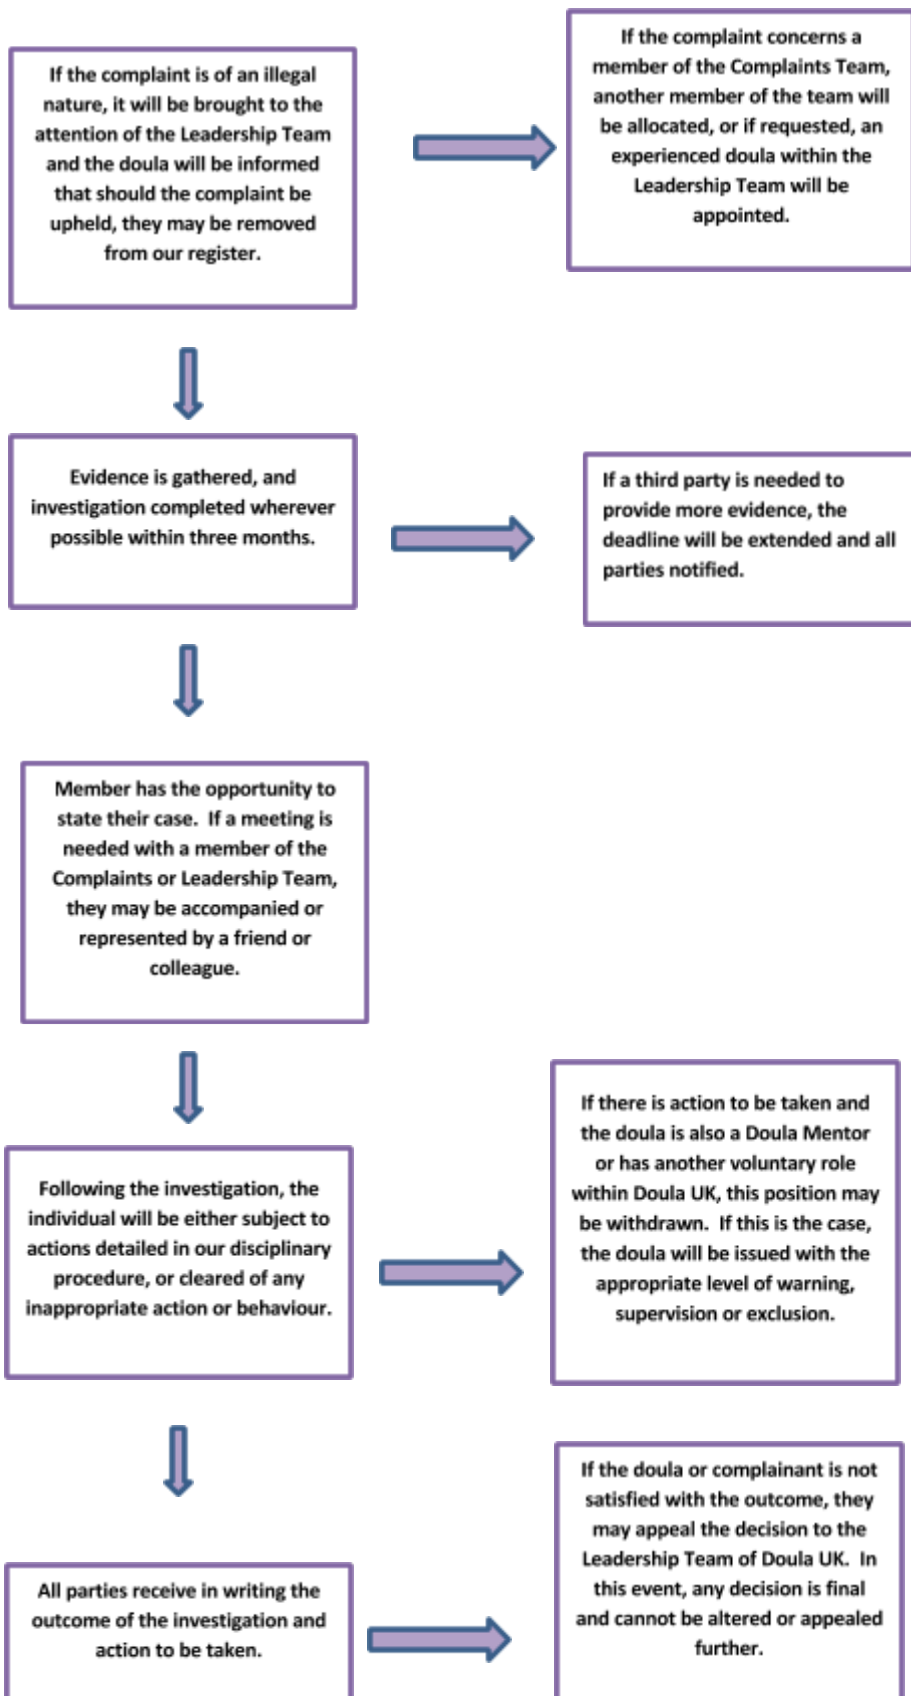 If the complaint is of an illegal
nature, it will be brought to the
attention of the Leadership Team
and the doula will be informed
that should the complaint be
upheld, they may be removed
from our register.
If the complaint concerns a
member of the Complaints Team,
another member of the team will
be allocated, or if requested, an
experienced doula within the
Leadership Team will be
appointed.
Evidence is gathered, and
investigation completed wherever
possible within three months.
If a third party is needed to
provide more evidence, the
deadline will be extended and all
parties notified.
Member has the opportunity to
state their case.  If a meeting is
needed with a member of the
Complaints or Leadership Team,
they may be accompanied or
represented by a friend or
colleague.
Following the investigation, the
individual will be either subject to
actions detailed in our disciplinary
procedure, or cleared of any
inappropriate action or behaviour.
If there is action to be taken and
the doula is also a Doula Mentor
or has another voluntary role
within Doula UK, this position may
be withdrawn.  If this is the case,
the doula will be issued with the
appropriate level of warning,
supervision or exclusion.
All parties receive in writing the
outcome of the investigation and
action to be taken.
If the doula or complainant is not
satisfied with the outcome, they
may appeal the decision to the
Leadership Team of Doula UK.  In
this event, any decision is final
and cannot be altered or appealed
further.